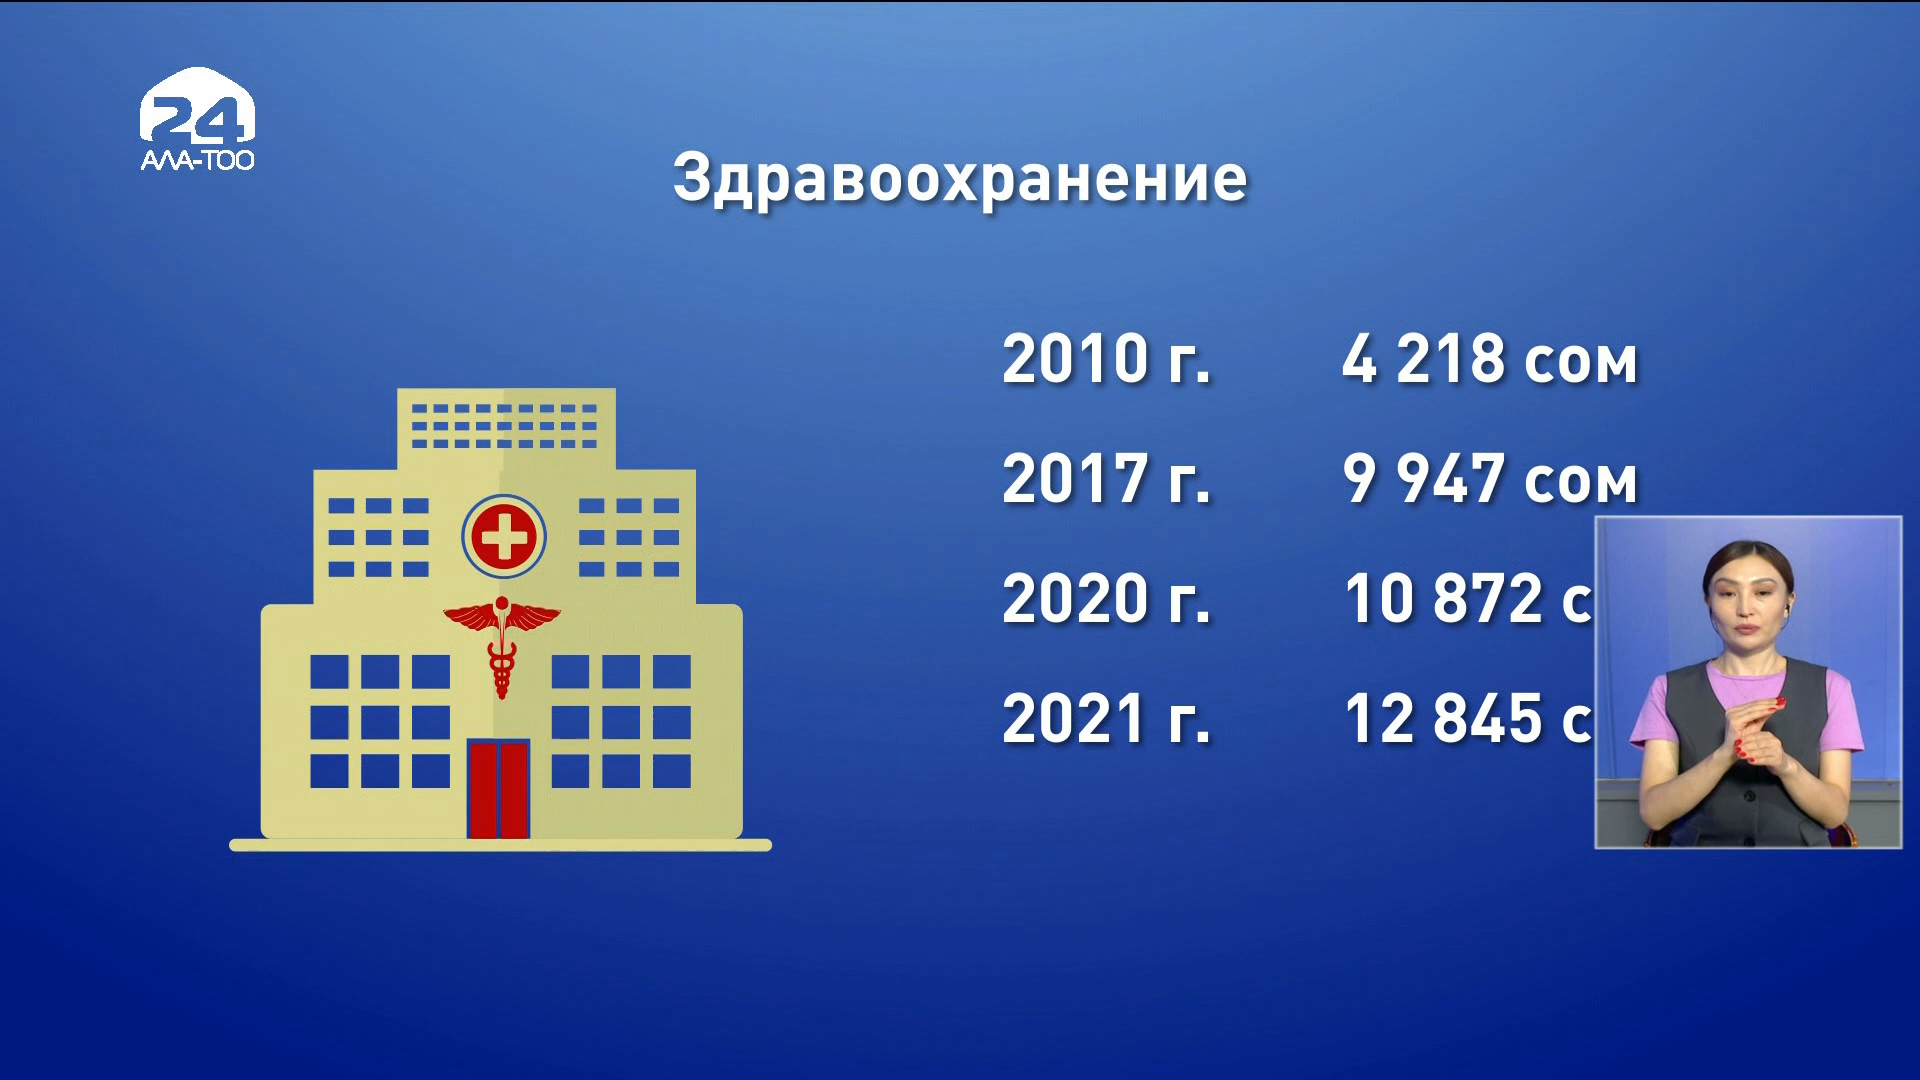 24
АЛА-ТОО
Здравоохранение
2010 г. 4 218 сом
2017 г. 9 947 сом
2020 г. 10 872 с
2021 г. 12 845 с